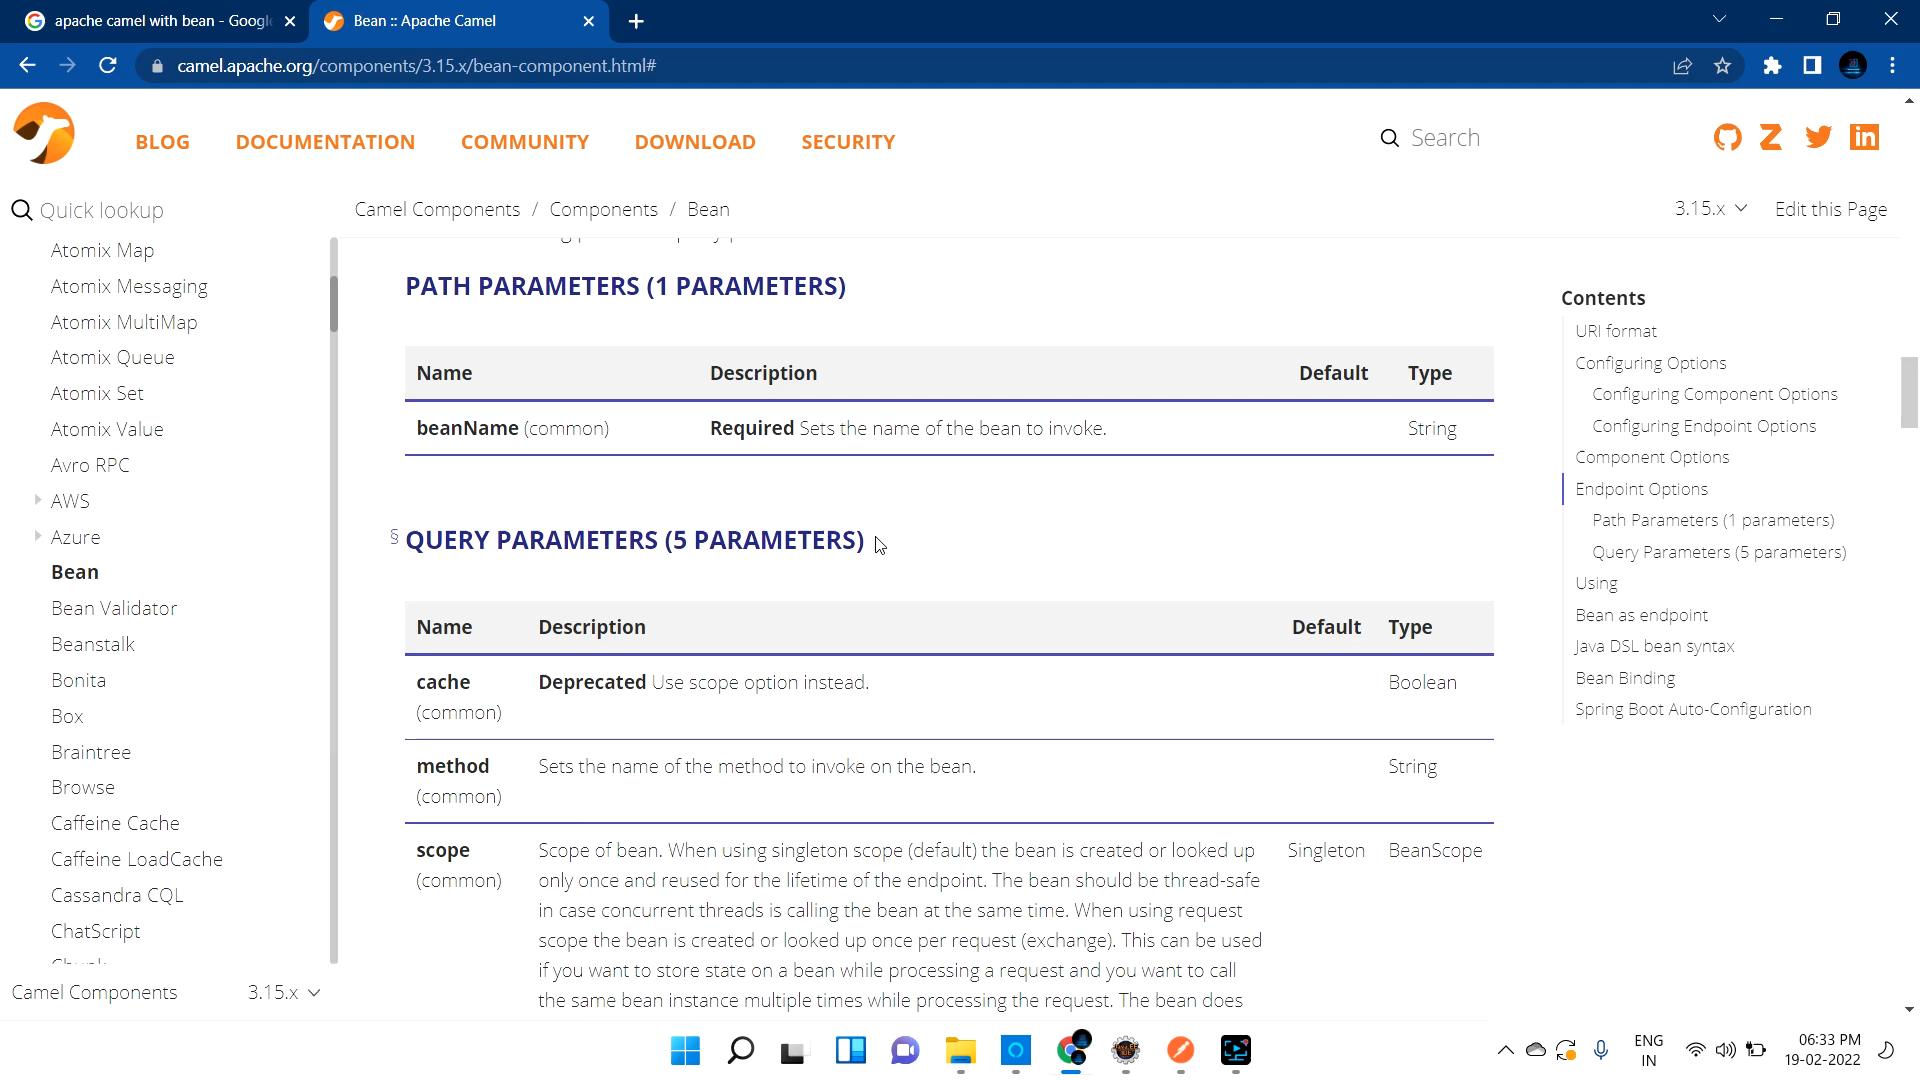 apache camel with bean - Googl
Bean :: Apache Camel
camel.apache.org/components/3.15.x/bean-component.html#
BLOG
DOCUMENTATION
COMMUNITY
DOWNLOAD
SECURITY
Search
Quick lookup
Camel Components / Components / Bean
3.15.x
Edit this Page
Atomix Map
Atomix Messaging
Atomix MultiMap
Atomix Queue
Atomix Set
Atomix Value
Avro RPC
AWS
Azure
Bean
Bean Validator
Beanstalk
Bonita
Box
Braintree
Browse
Caffeine Cache
Caffeine LoadCache
Cassandra CQL
ChatScript
Camel Components 3.15.x
PATH PARAMETERS (1 PARAMETERS)
Name Description Default Type
beanName (common) Required Sets the name of the bean to invoke. String
§ QUERY PARAMETERS (5 PARAMETERS)
Name Description Default Type
cache Deprecated Use scope option instead. Boolean
(common)
method Sets the name of the method to invoke on the bean. String
(common)
scope Scope of bean. When using singleton scope (default) the bean is created or looked up Singleton BeanScope
(common) only once and reused for the lifetime of the endpoint. The bean should be thread-safe
in case concurrent threads is calling the bean at the same time. When using request
scope the bean is created or looked up once per request (exchange). This can be used
if you want to store state on a bean while processing a request and you want to call
the same bean instance multiple times while processing the request. The bean does
Contents
URI format
Configuring Options
Configuring Component Options
Configuring Endpoint Options
Component Options
Endpoint Options
Path Parameters (1 parameters)
Query Parameters (5 parameters)
Using
Bean as endpoint
Java DSL bean syntax
Bean Binding
Spring Boot Auto-Configuration
ENG
IN
06:33 PM
19-02-2022